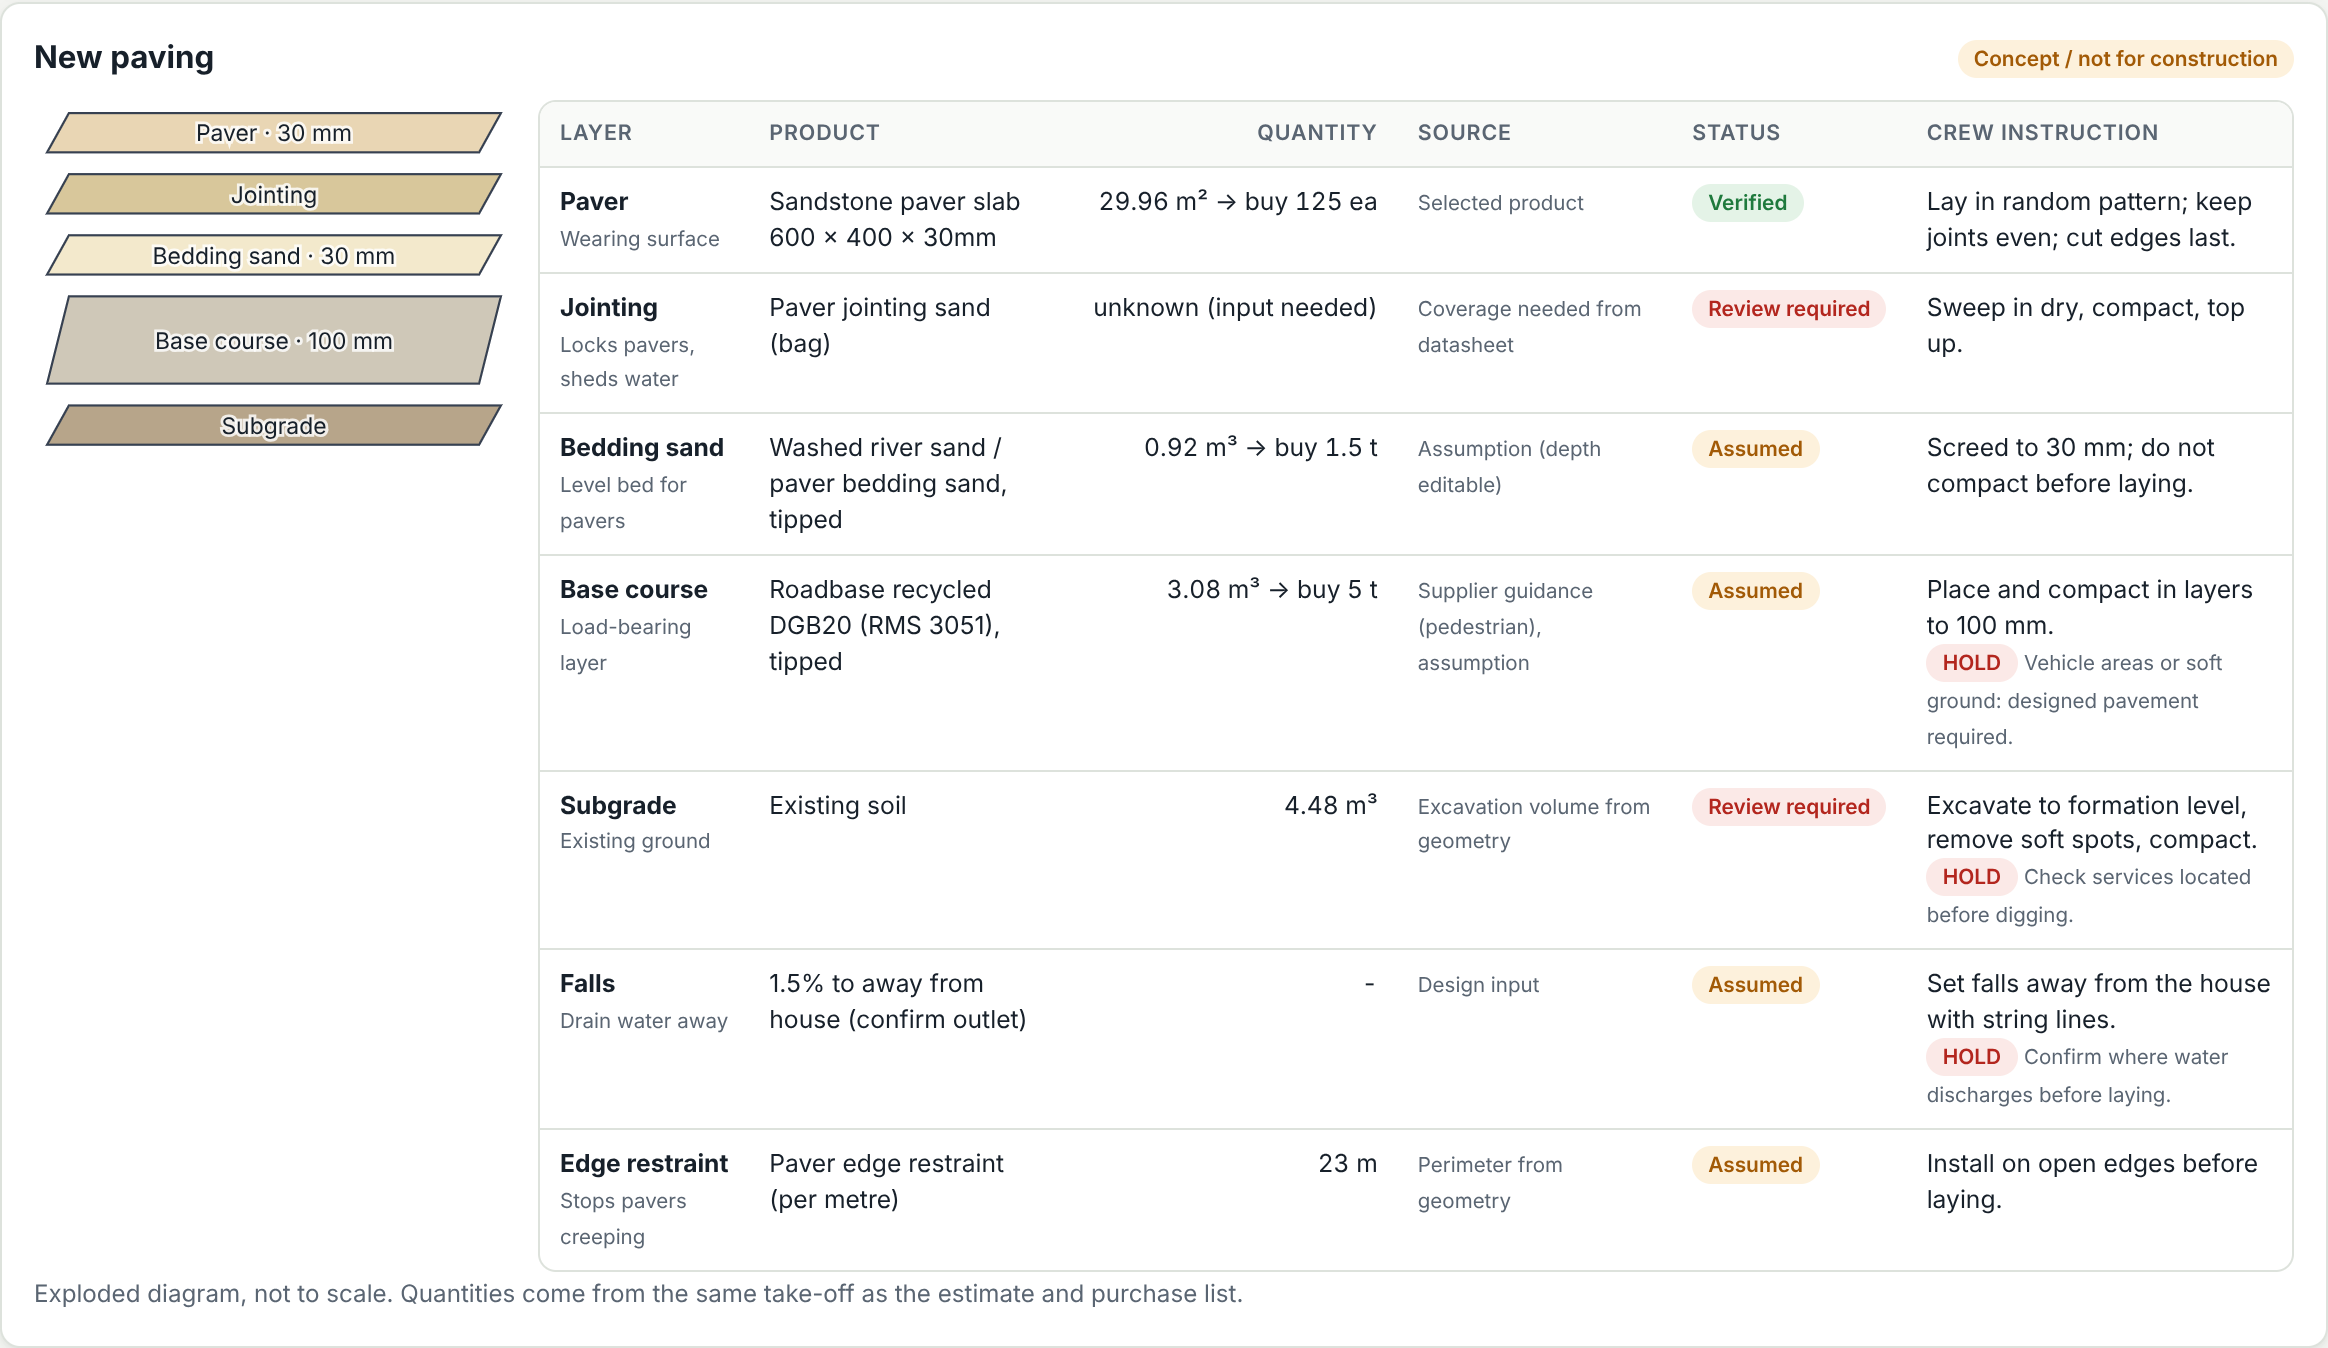 New paving
Concept / not for construction
Paver · 30 mm
Jointing
Bedding sand · 30 mm
Base course · 100 mm
Subgrade
LAYER PRODUCT QUANTITY SOURCE STATUS CREW INSTRUCTION
Paver Sandstone paver slab 29.96 m² → buy 125 ea Selected product Verified Lay in random pattern; keep
Wearing surface 600 × 400 × 30mm joints even; cut edges last.
Jointing Paver jointing sand unknown (input needed) Coverage needed from Review required Sweep in dry, compact, top
Locks pavers, (bag) datasheet up.
sheds water
Bedding sand Washed river sand / 0.92 m³ → buy 1.5 t Assumption (depth Assumed Screed to 30 mm; do not
Level bed for paver bedding sand, editable) compact before laying.
pavers tipped
Base course Roadbase recycled 3.08 m³ → buy 5 t Supplier guidance Assumed Place and compact in layers
Load-bearing DGB20 (RMS 3051), (pedestrian), to 100 mm.
layer tipped assumption HOLD Vehicle areas or soft
ground: designed pavement
required.
Subgrade Existing soil 4.48 m³ Excavation volume from Review required Excavate to formation level,
Existing ground geometry remove soft spots, compact.
HOLD Check services located
before digging.
Falls 1.5% to away from - Design input Assumed Set falls away from the house
Drain water away house (confirm outlet) with string lines.
HOLD Confirm where water
discharges before laying.
Edge restraint Paver edge restraint 23 m Perimeter from Assumed Install on open edges before
Stops pavers (per metre) geometry laying.
creeping
Exploded diagram, not to scale. Quantities come from the same take-off as the estimate and purchase list.